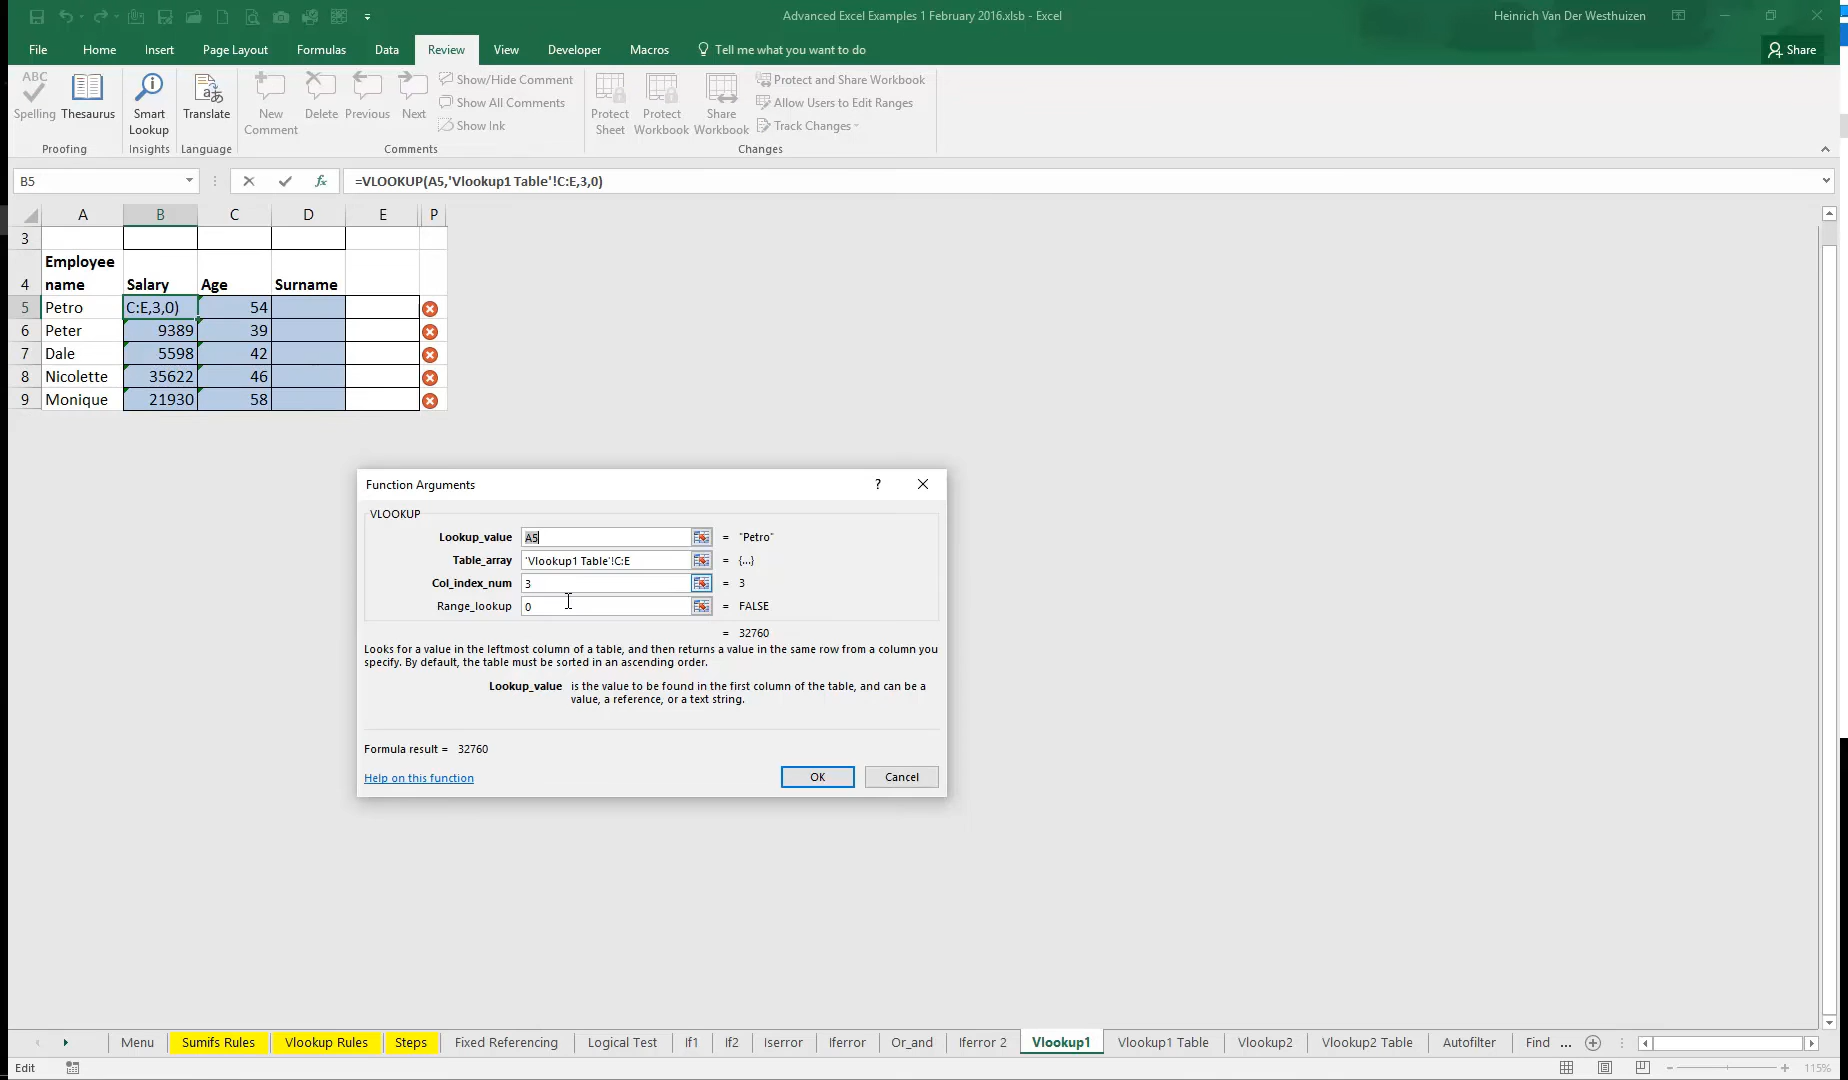 Advanced Excel Examples 1 February 2016.xlsb - Excel
Heinrich Van Der Westhuizen
File Home Insert Page Layout Formulas Data Review View Developer Macros Tell me what you want to do Share
ABC
Spelling
Thesaurus
Proofing
Smart Lookup
Insights
Translate
Language
New Comment
Delete
Previous
Next
Show/Hide Comment
Show All Comments
Show Ink
Comments
Protect Sheet
Protect Workbook
Share Workbook
Protect and Share Workbook
Allow Users to Edit Ranges
Track Changes
Changes
B5 fx =VLOOKUP(A5,'Vlookup1 Table'!C:E,3,0)
A B C D E P
3
4 Employee name Salary Age Surname
5 Petro C:E,3,0) 54
6 Peter 9389 39
7 Dale 5598 42
8 Nicolette 35622 46
9 Monique 21930 58
Function Arguments ?
VLOOKUP
Lookup_value A5 = "Petro"
Table_array 'Vlookup1 Table'!C:E = {...}
Col_index_num 3 = 3
Range_lookup 0 = FALSE
= 32760
Looks for a value in the leftmost column of a table, and then returns a value in the same row from a column you
specify. By default, the table must be sorted in an ascending order.
Lookup_value is the value to be found in the first column of the table, and can be a
value, a reference, or a text string.
Formula result = 32760
Help on this function
OK Cancel
Menu Sumifs Rules Vlookup Rules Steps Fixed Referencing Logical Test If1 If2 Iserror Iferror Or_and Iferror 2 Vlookup1 Vlookup1 Table Vlookup2 Vlookup2 Table Autofilter Find ...
Edit 115%